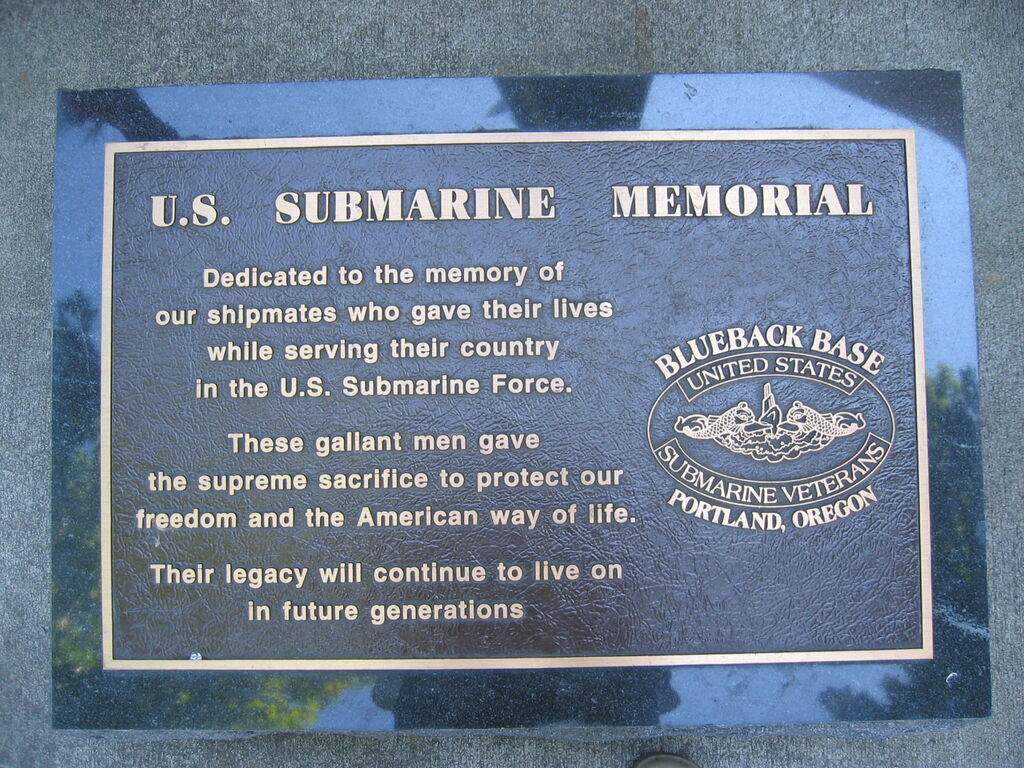 U.S. SUBMARINE MEMORIAL
Dedicated to the memory of
our shipmates who gave their lives
while serving their country
in the U.S. Submarine Force.
These gallant men gave
the supreme sacrifice to protect our
freedom and the American way of life.
Their legacy will continue to live on
in future generations
BLUEBACK BASE
UNITED STATES
SUBMARINE VETERANS
PORTLAND, OREGON